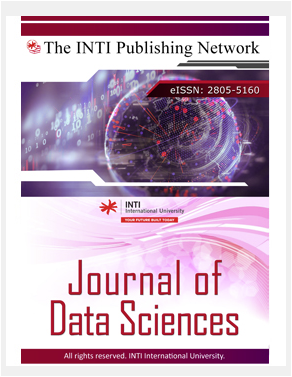 The INTI Publishing Network
eISSN: 2805-5160
INTI
International University
YOUR FUTURE BUILT TODAY
Journal of
Data Sciences
All rights reserved. INTI International University.